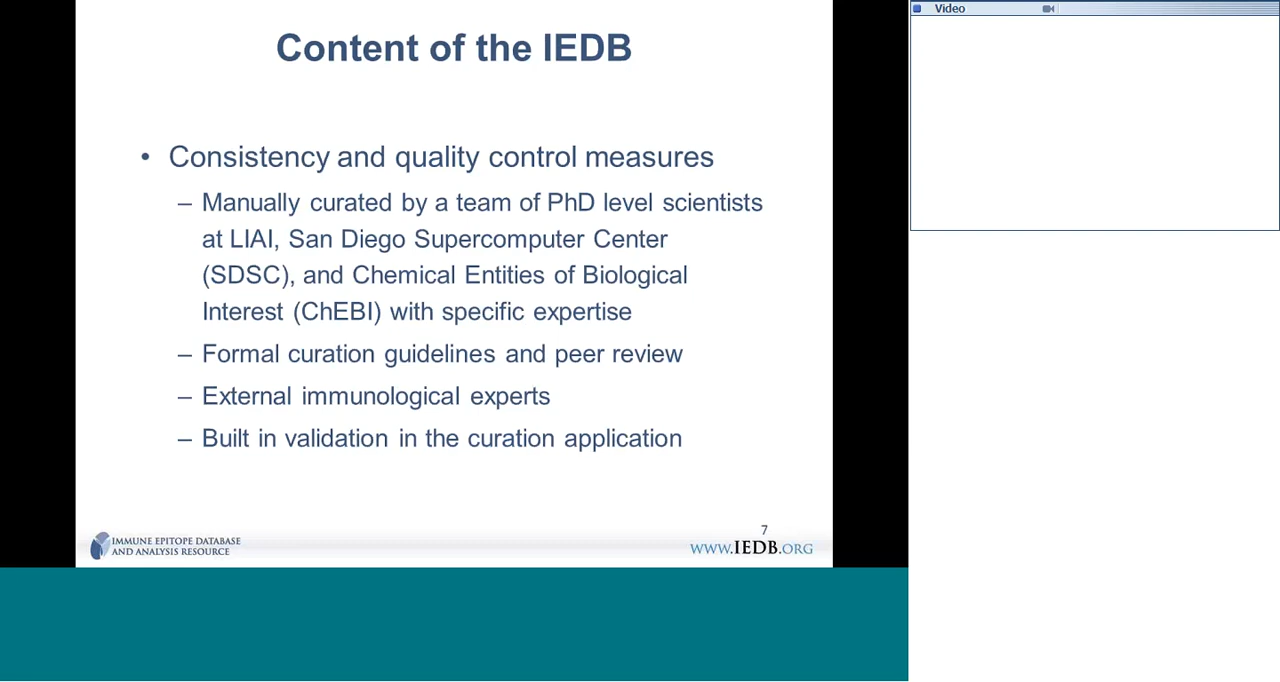 Content of the IEDB
• Consistency and quality control measures
– Manually curated by a team of PhD level scientists
at LIAI, San Diego Supercomputer Center
(SDSC), and Chemical Entities of Biological
Interest (ChEBI) with specific expertise
– Formal curation guidelines and peer review
– External immunological experts
– Built in validation in the curation application
7
IMMUNE EPITOPE DATABASE
AND ANALYSIS RESOURCE
WWW.IEDB.ORG
Video